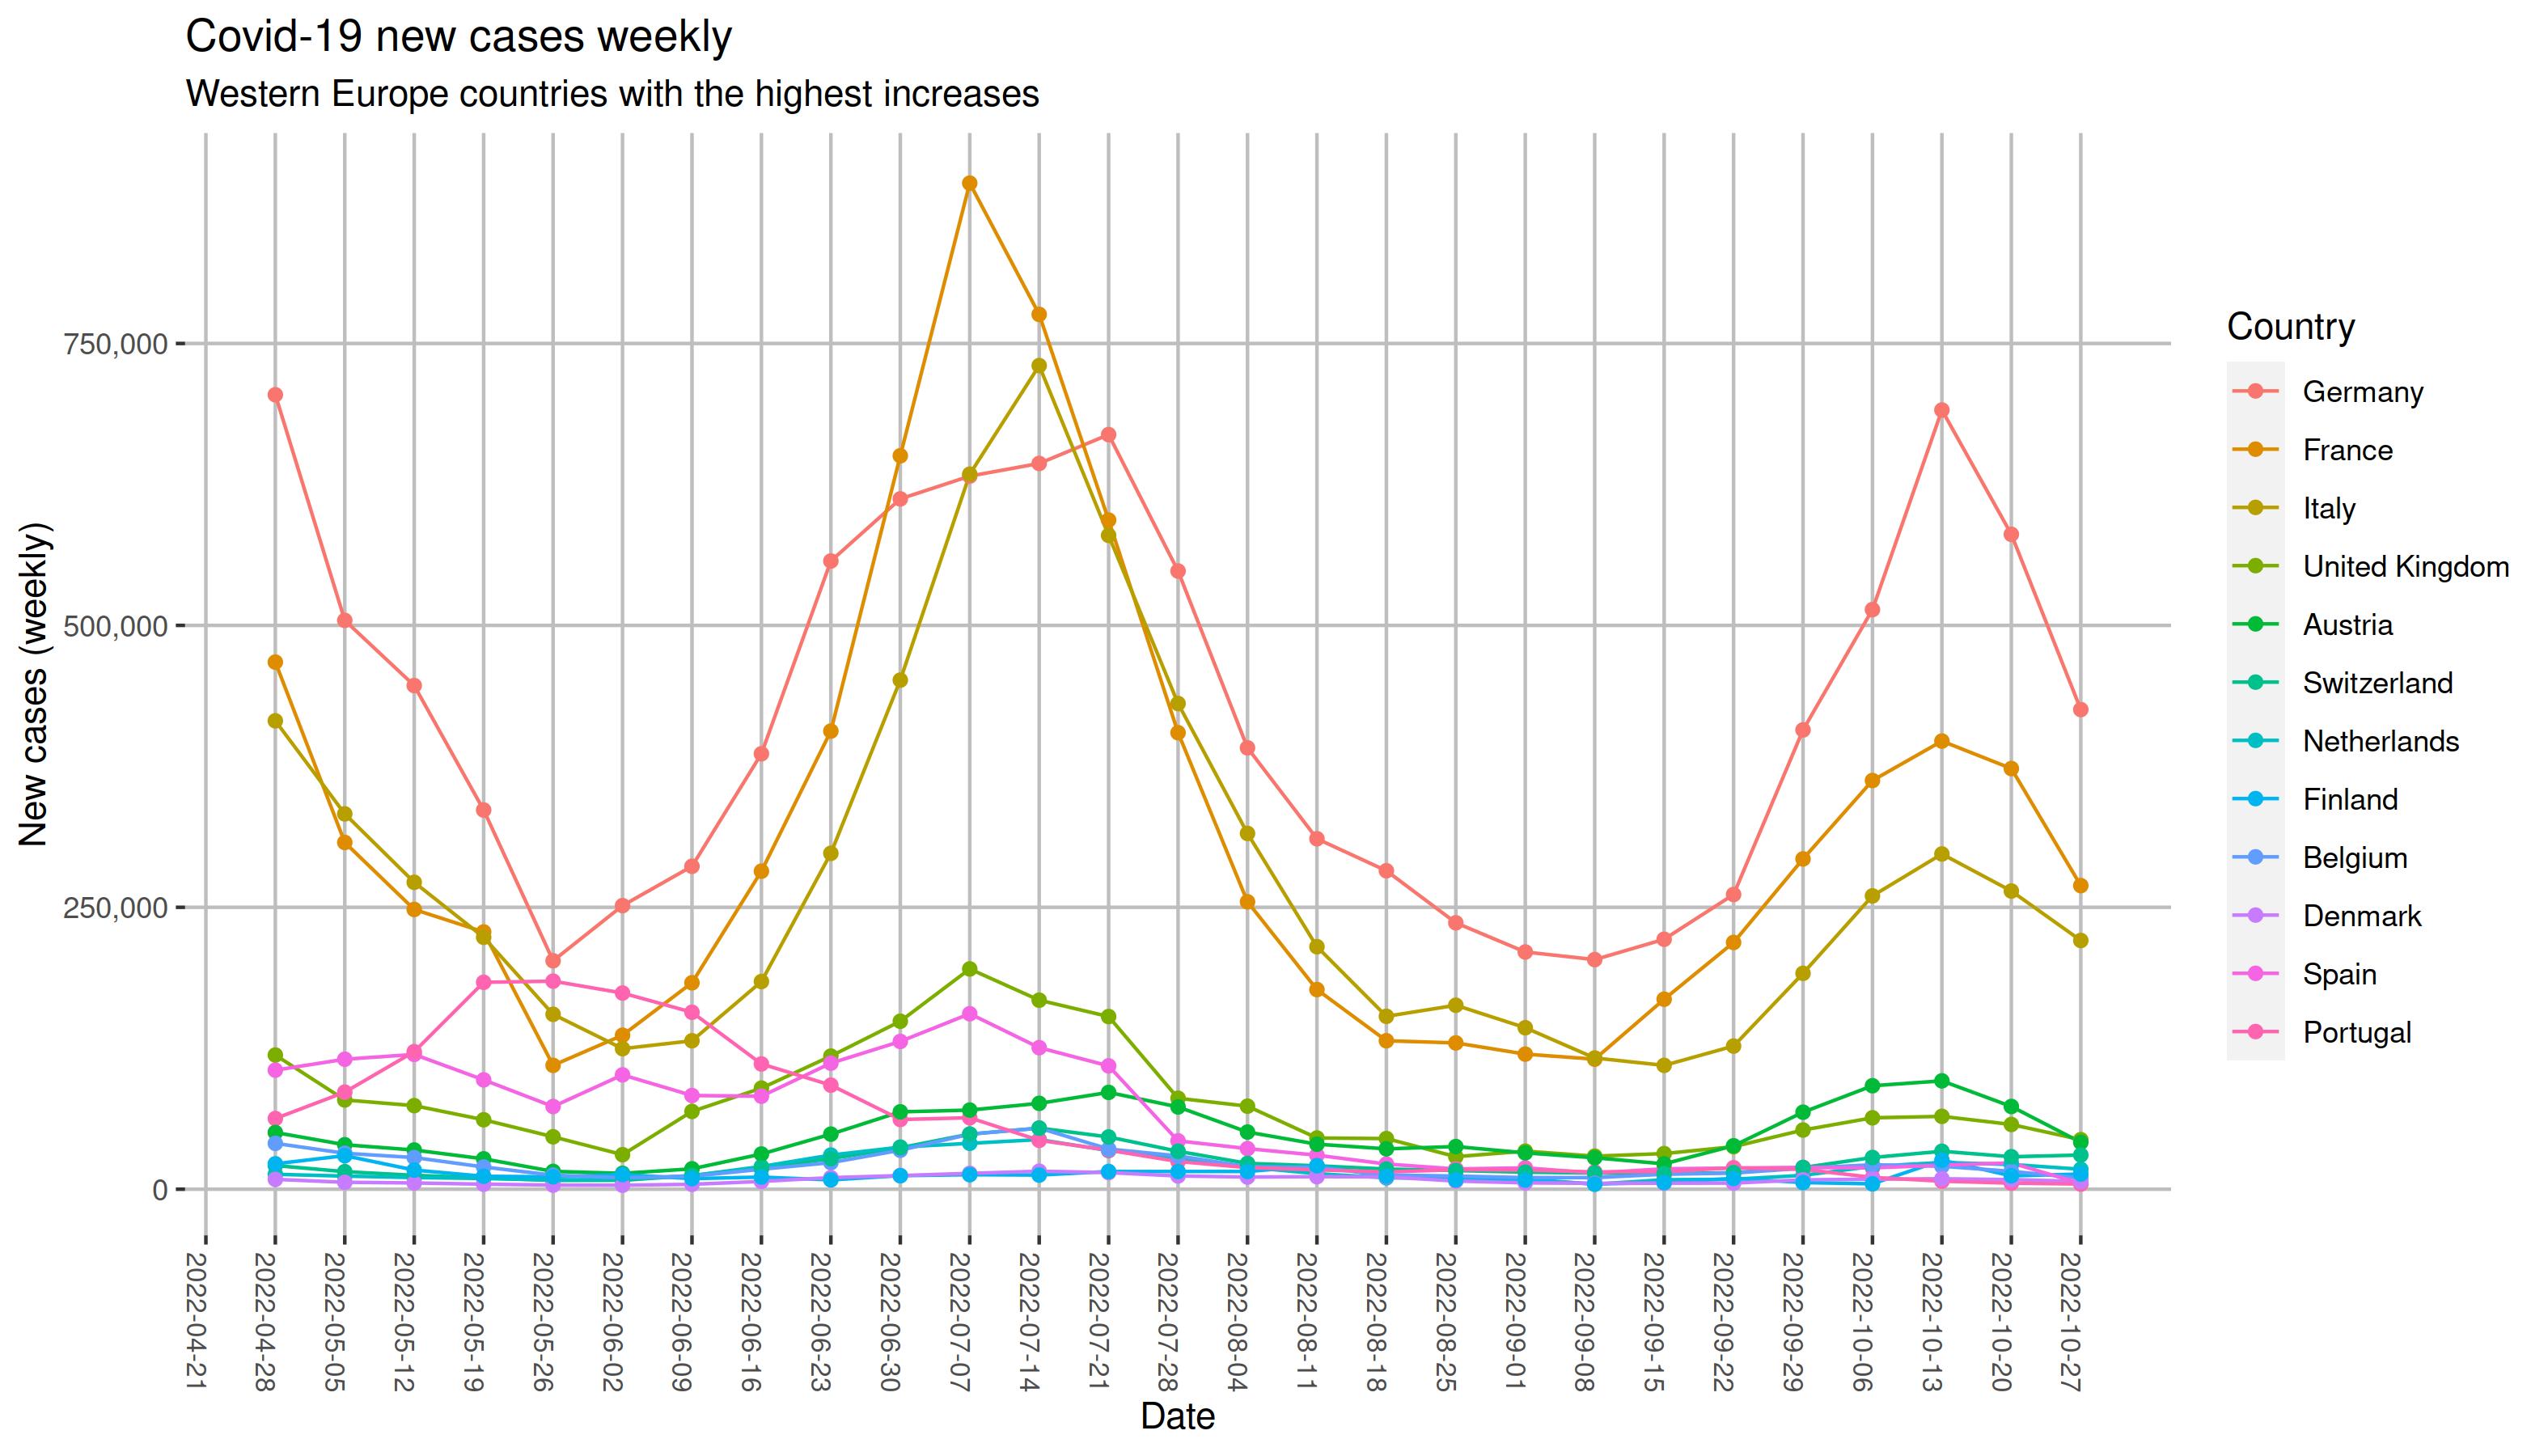 Covid-19 new cases weekly
Western Europe countries with the highest increases
New cases (weekly)
750,000
500,000
250,000
0
2022-04-21
2022-04-28
2022-05-05
2022-05-12
2022-05-19
2022-05-26
2022-06-02
2022-06-09
2022-06-16
2022-06-23
2022-06-30
2022-07-07
2022-07-14
2022-07-21
2022-07-28
2022-08-04
2022-08-11
2022-08-18
2022-08-25
2022-09-01
2022-09-08
2022-09-15
2022-09-22
2022-09-29
2022-10-06
2022-10-13
2022-10-20
2022-10-27
Date
Country
Germany
France
Italy
United Kingdom
Austria
Switzerland
Netherlands
Finland
Belgium
Denmark
Spain
Portugal